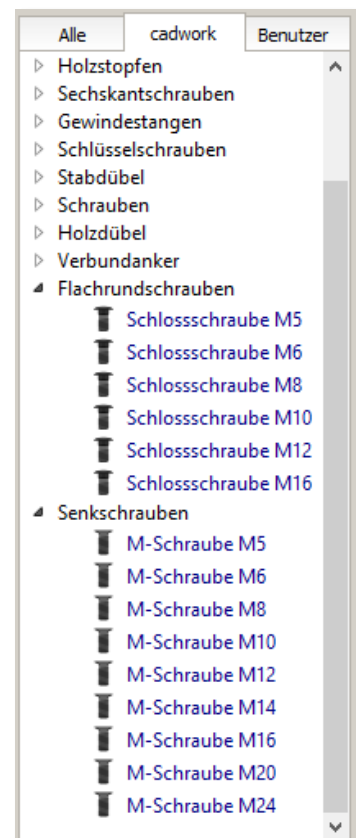 Alle cadwork Benutzer
Holzstopfen
Sechskantschrauben
Gewindestangen
Schlüsselschrauben
Stabdübel
Schrauben
Holzdübel
Verbundanker
Flachrundschrauben
Schlossschraube M5
Schlossschraube M6
Schlossschraube M8
Schlossschraube M10
Schlossschraube M12
Schlossschraube M16
Senkschrauben
M-Schraube M5
M-Schraube M6
M-Schraube M8
M-Schraube M10
M-Schraube M12
M-Schraube M14
M-Schraube M16
M-Schraube M20
M-Schraube M24